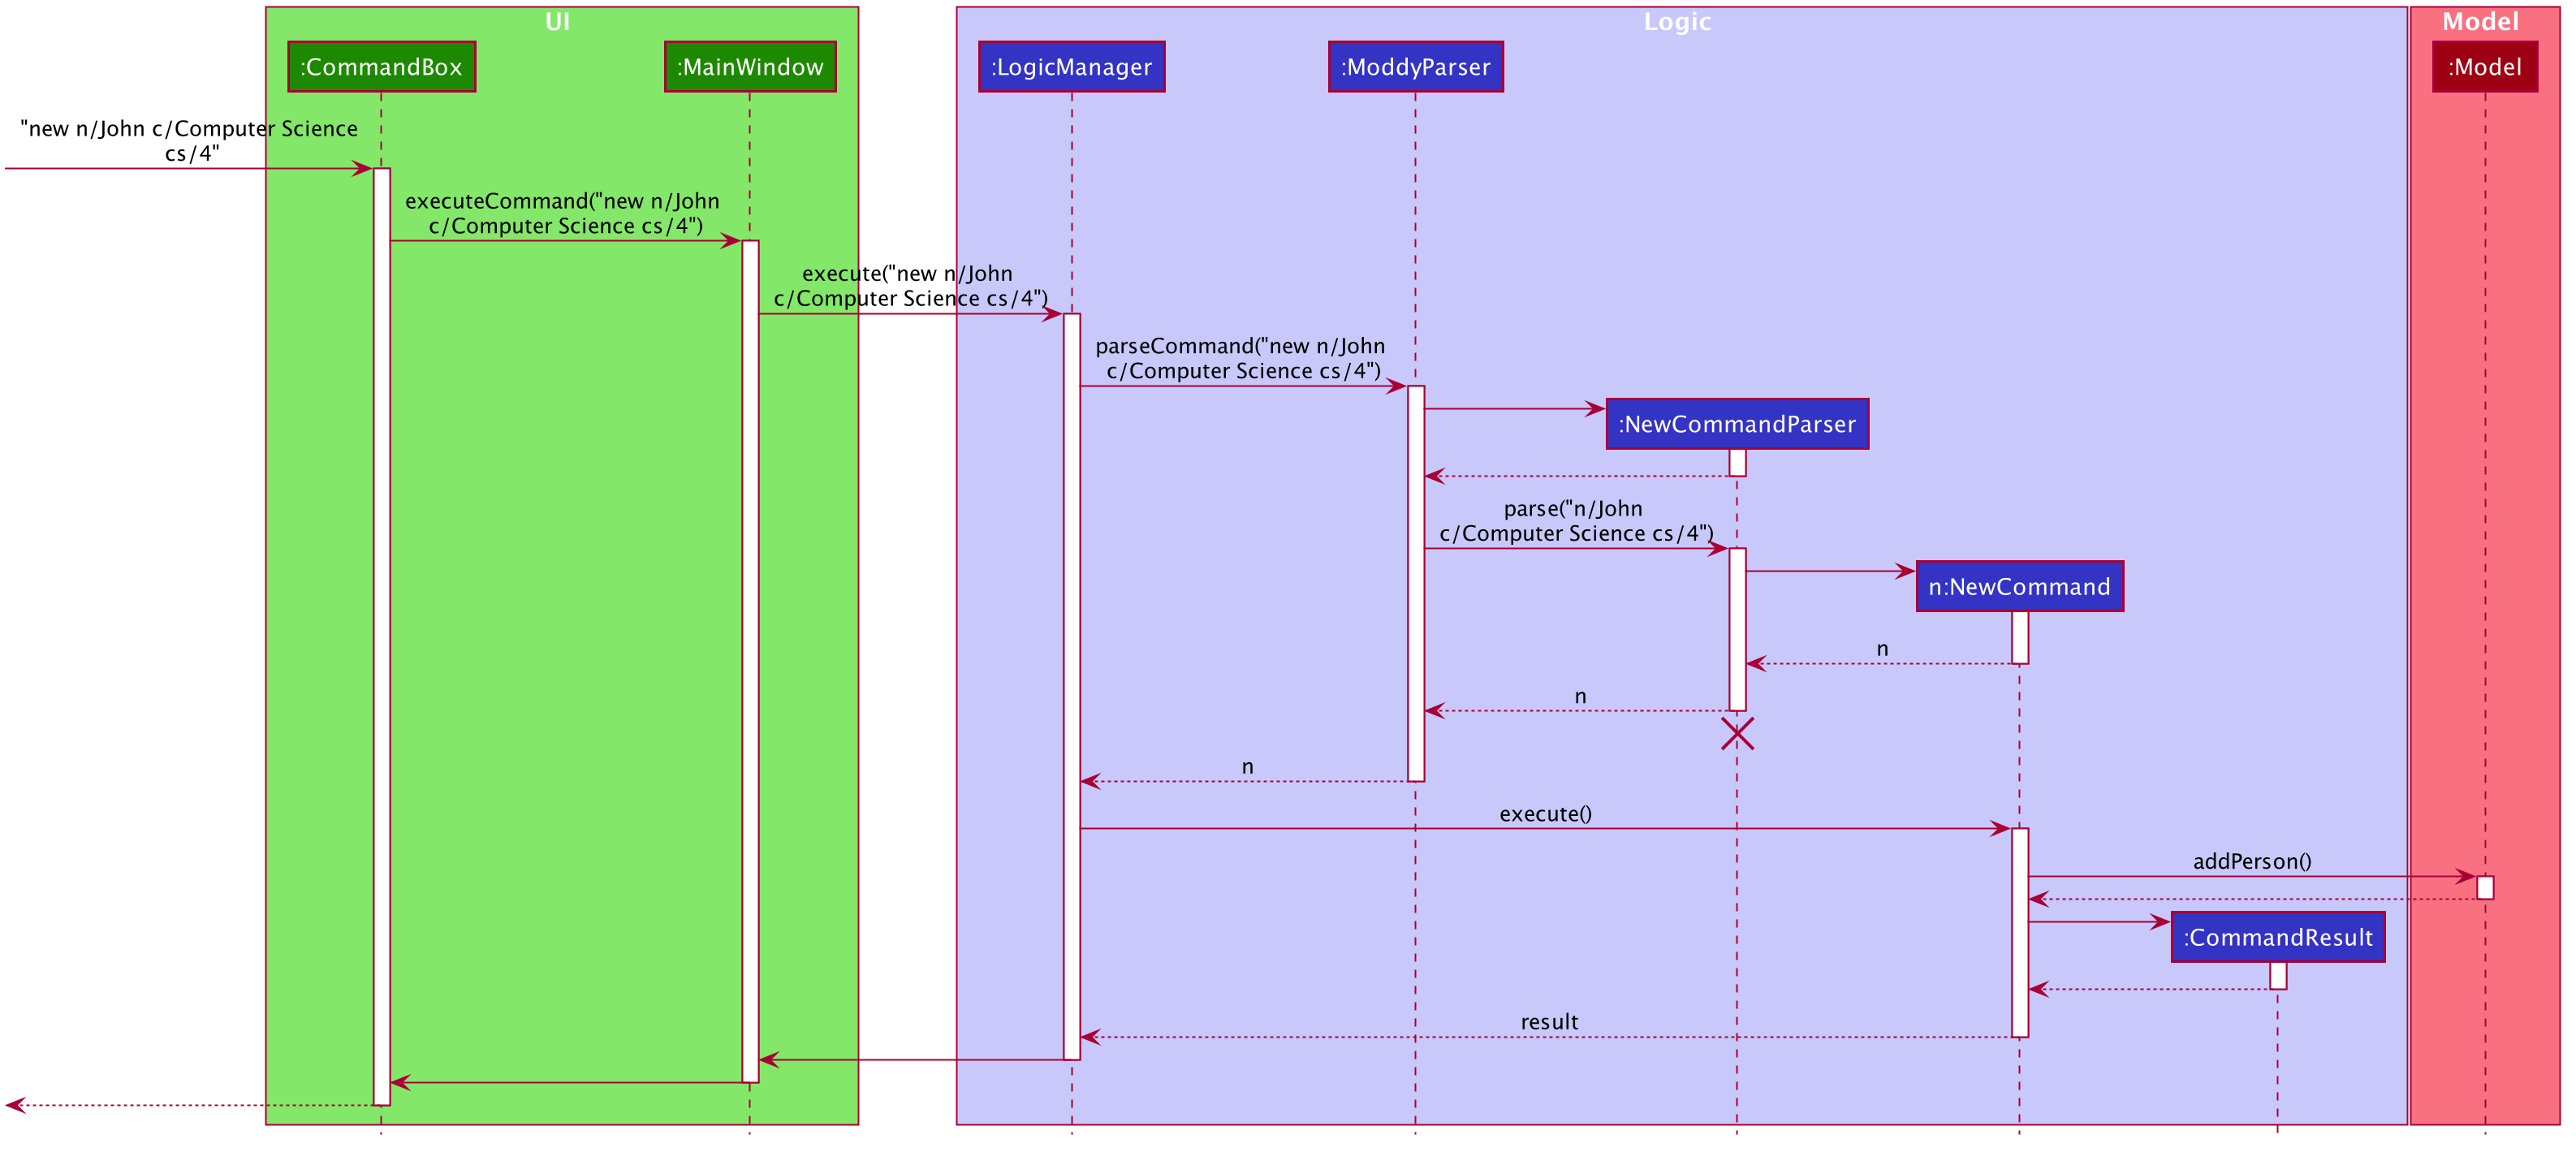 UI
Logic
Model
:CommandBox
:MainWindow
:LogicManager
:ModdyParser
:Model
"new n/John c/Computer Science
cs/4"
executeCommand("new n/John
c/Computer Science cs/4")
execute("new n/John
c/Computer Science cs/4")
parseCommand("new n/John
c/Computer Science cs/4")
:NewCommandParser
parse("n/John
c/Computer Science cs/4")
n:NewCommand
n
n
n
execute()
addPerson()
:CommandResult
result